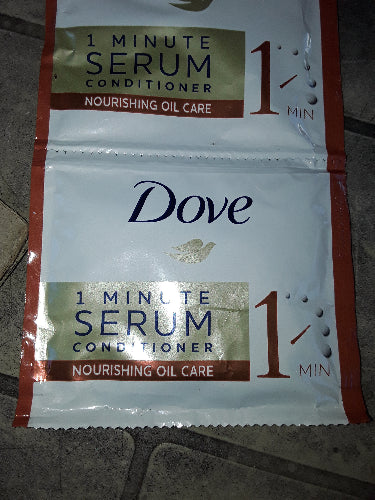 1 MINUTE
SERUM
CONDITIONER
NOURISHING OIL CARE
1 MIN
Dove
1 MINUTE
SERUM
CONDITIONER
NOURISHING OIL CARE
1 MIN